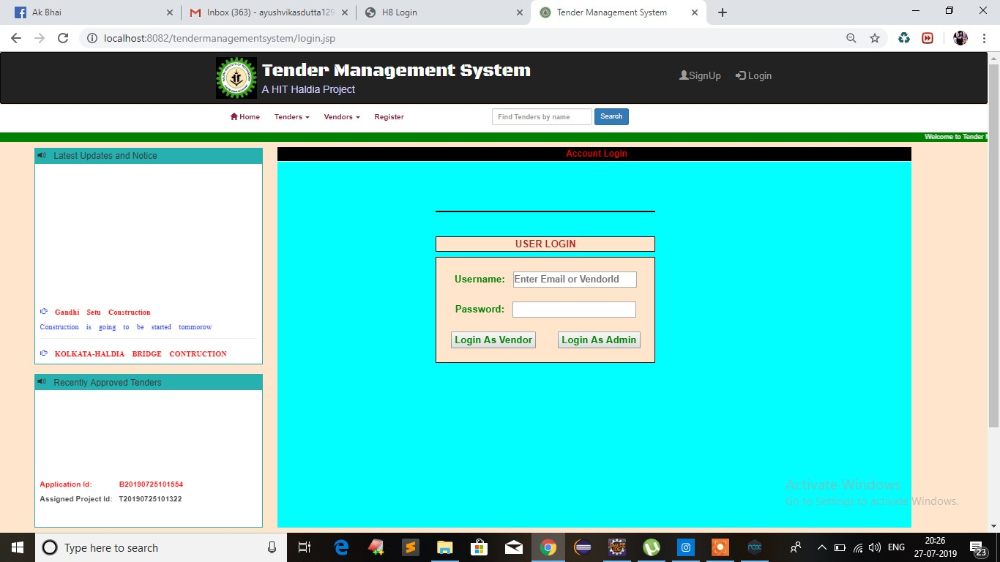 Ak Bhai
Inbox (363) - ayushvikasdutta129
H8 Login
Tender Management System
localhost:8082/tendermanagementsystem/login.jsp
Tender Management System
A HIT Haldia Project
SignUp
Login
Home
Tenders
Vendors
Register
Find Tenders by name
Search
Welcome to Tender
Latest Updates and Notice
Gandhi Setu Construction
Construction is going to be started tommorow
KOLKATA-HALDIA BRIDGE CONTRUCTION
Recently Approved Tenders
Application Id: B20190725101554
Assigned Project Id: T20190725101322
Account Login
USER LOGIN
Username: Enter Email or VendorId
Password:
Login As Vendor
Login As Admin
Activate Windows
Go to Settings to activate Windows.
Type here to search
ENG
20:26
27-07-2019
23